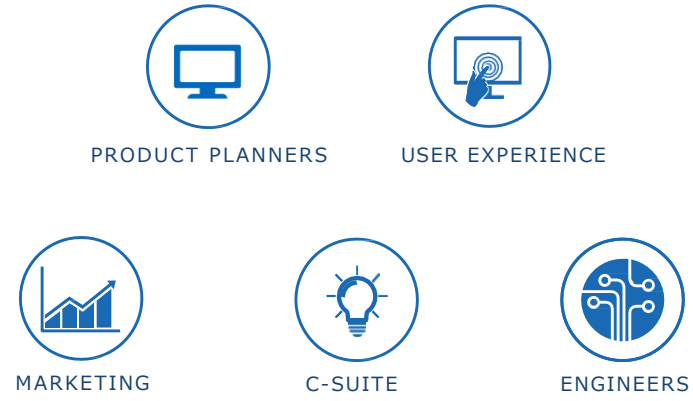 PRODUCT PLANNERS
USER EXPERIENCE
MARKETING
C-SUITE
ENGINEERS